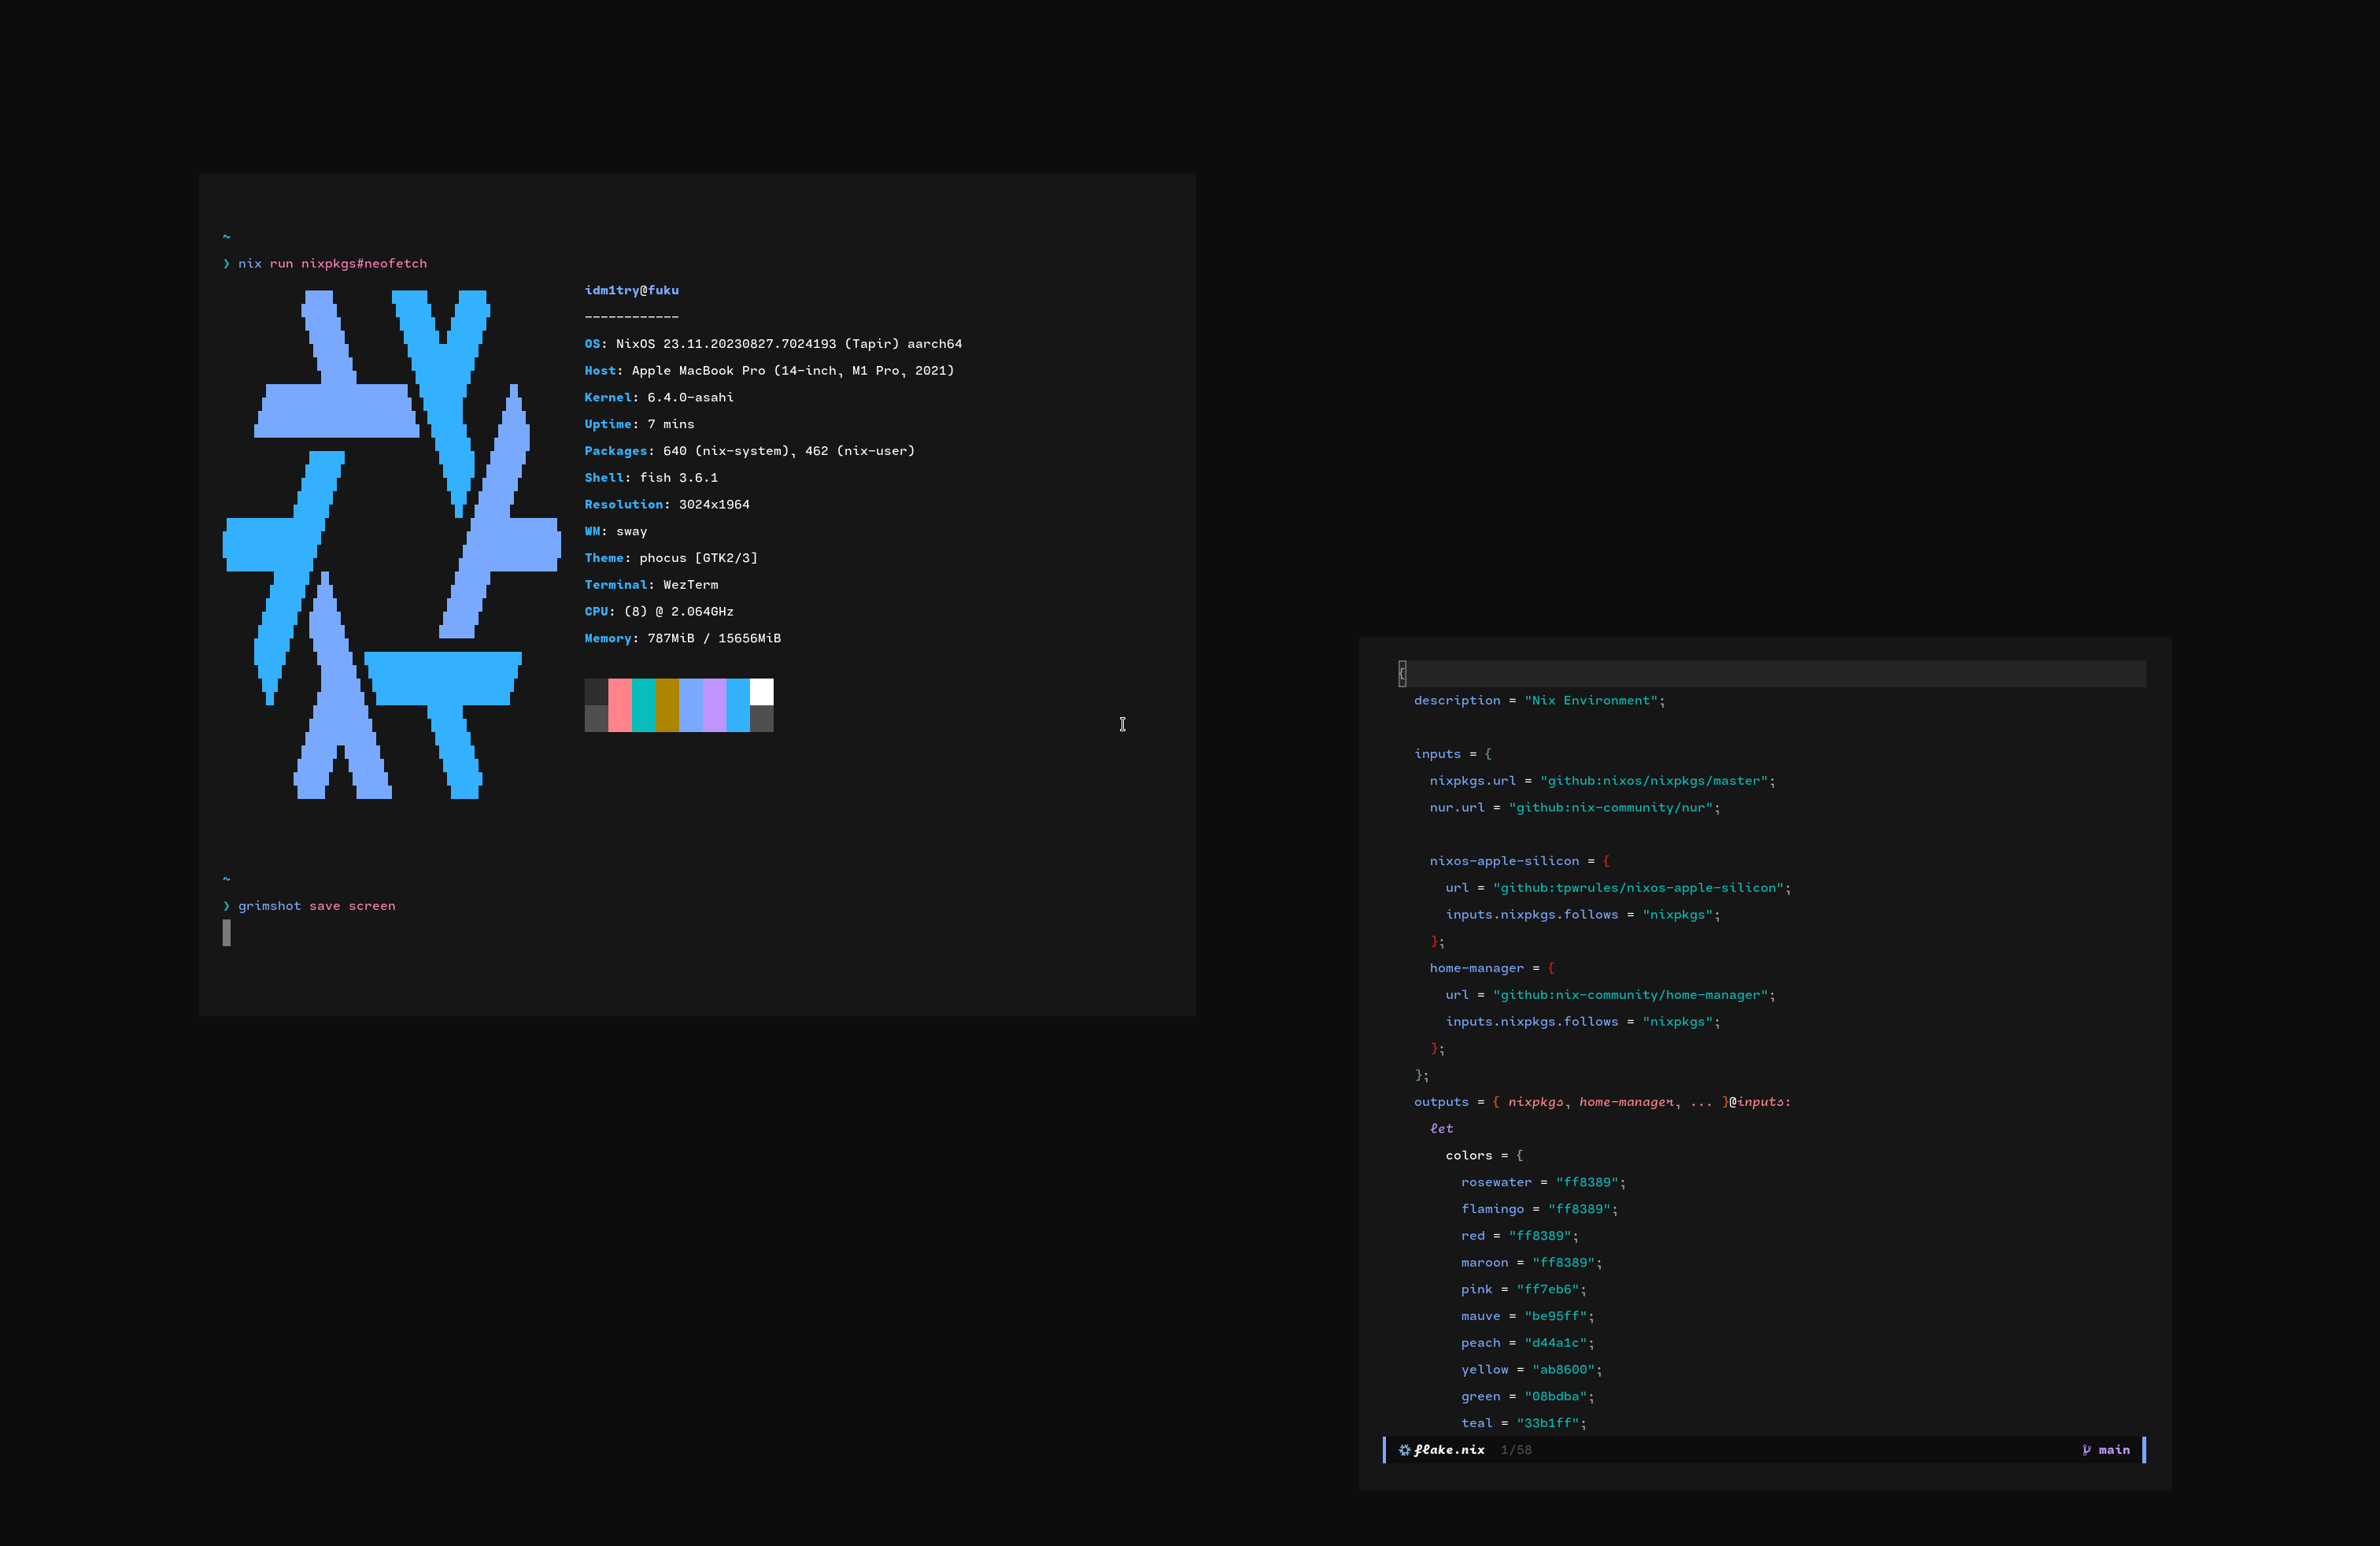 ~
❯ nix run nixpkgs#neofetch
idm1try@fuku
------------
OS: NixOS 23.11.20230827.7024193 (Tapir) aarch64
Host: Apple MacBook Pro (14-inch, M1 Pro, 2021)
Kernel: 6.4.0-asahi
Uptime: 7 mins
Packages: 640 (nix-system), 462 (nix-user)
Shell: fish 3.6.1
Resolution: 3024x1964
WM: sway
Theme: phocus [GTK2/3]
Terminal: WezTerm
CPU: (8) @ 2.064GHz
Memory: 787MiB / 15656MiB
~
❯ grimshot save screen
{
description = "Nix Environment";
inputs = {
nixpkgs.url = "github:nixos/nixpkgs/master";
nur.url = "github:nix-community/nur";
nixos-apple-silicon = {
url = "github:tpwrules/nixos-apple-silicon";
inputs.nixpkgs.follows = "nixpkgs";
};
home-manager = {
url = "github:nix-community/home-manager";
inputs.nixpkgs.follows = "nixpkgs";
};
};
outputs = { nixpkgs, home-manager, ... }@inputs:
let
colors = {
rosewater = "ff8389";
flamingo = "ff8389";
red = "ff8389";
maroon = "ff8389";
pink = "ff7eb6";
mauve = "be95ff";
peach = "d44a1c";
yellow = "ab8600";
green = "08bdba";
teal = "33b1ff";
flake.nix 1/58 main